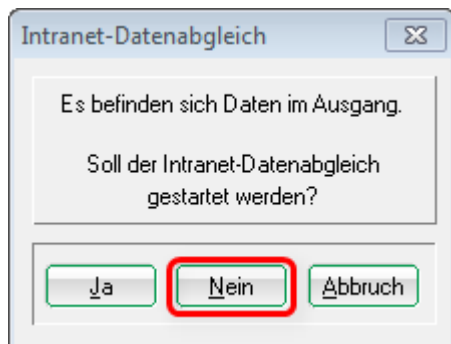 Intranet-Datenabgleich
Es befinden sich Daten im Ausgang.
Soll der Intranet-Datenabgleich
gestartet werden?
Ja Nein Abbruch